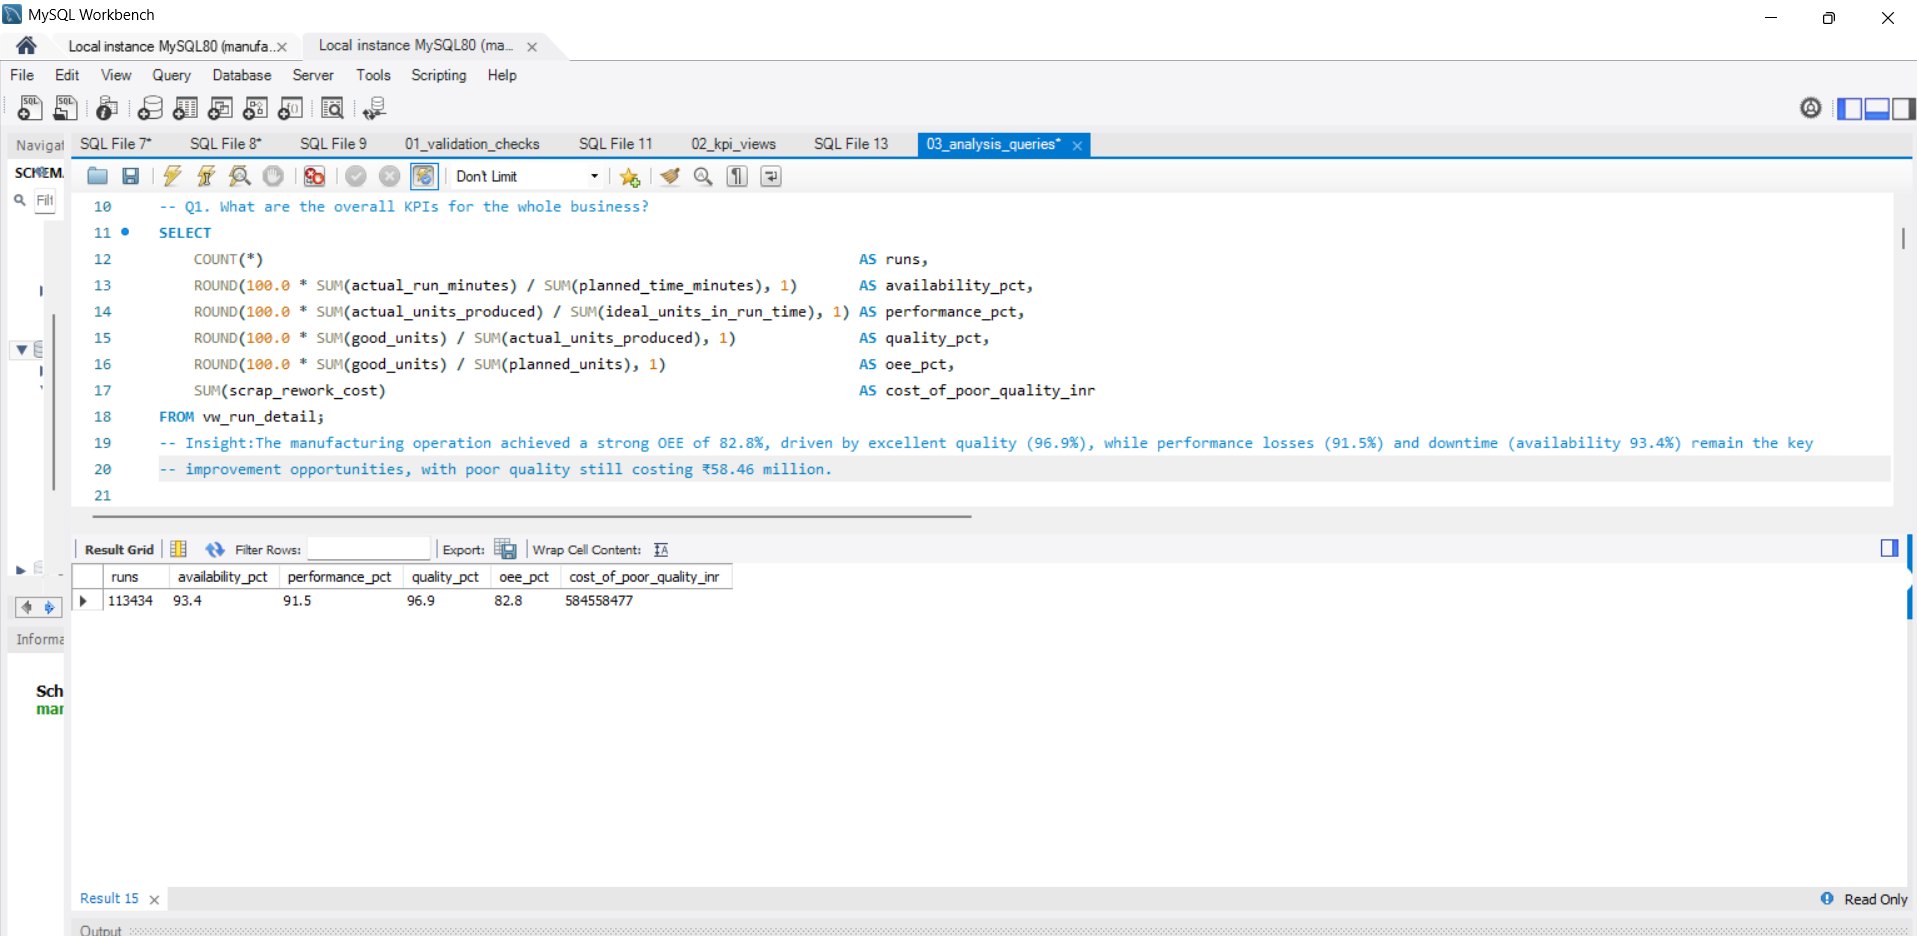 MySQL Workbench
Local instance MySQL80 (manufa..
Local instance MySQL80 (ma...
File Edit View Query Database Server Tools Scripting Help
Navigat
SQL File 7* SQL File 8* SQL File 9 01_validation_checks SQL File 11 02_kpi_views SQL File 13 03_analysis_queries*
SCHEM.
Don't Limit
Filt
10 -- Q1. What are the overall KPIs for the whole business?
11 SELECT
12 COUNT(*) AS runs,
13 ROUND(100.0 * SUM(actual_run_minutes) / SUM(planned_time_minutes), 1) AS availability_pct,
14 ROUND(100.0 * SUM(actual_units_produced) / SUM(ideal_units_in_run_time), 1) AS performance_pct,
15 ROUND(100.0 * SUM(good_units) / SUM(actual_units_produced), 1) AS quality_pct,
16 ROUND(100.0 * SUM(good_units) / SUM(planned_units), 1) AS oee_pct,
17 SUM(scrap_rework_cost) AS cost_of_poor_quality_inr
18 FROM vw_run_detail;
19 -- Insight:The manufacturing operation achieved a strong OEE of 82.8%, driven by excellent quality (96.9%), while performance losses (91.5%) and downtime (availability 93.4%) remain the key
20 -- improvement opportunities, with poor quality still costing ₹58.46 million.
21
Result Grid Filter Rows: Export: Wrap Cell Content:
runs availability_pct performance_pct quality_pct oee_pct cost_of_poor_quality_inr
113434 93.4 91.5 96.9 82.8 584558477
Informa
Sch
mar
Result 15
Read Only
Output